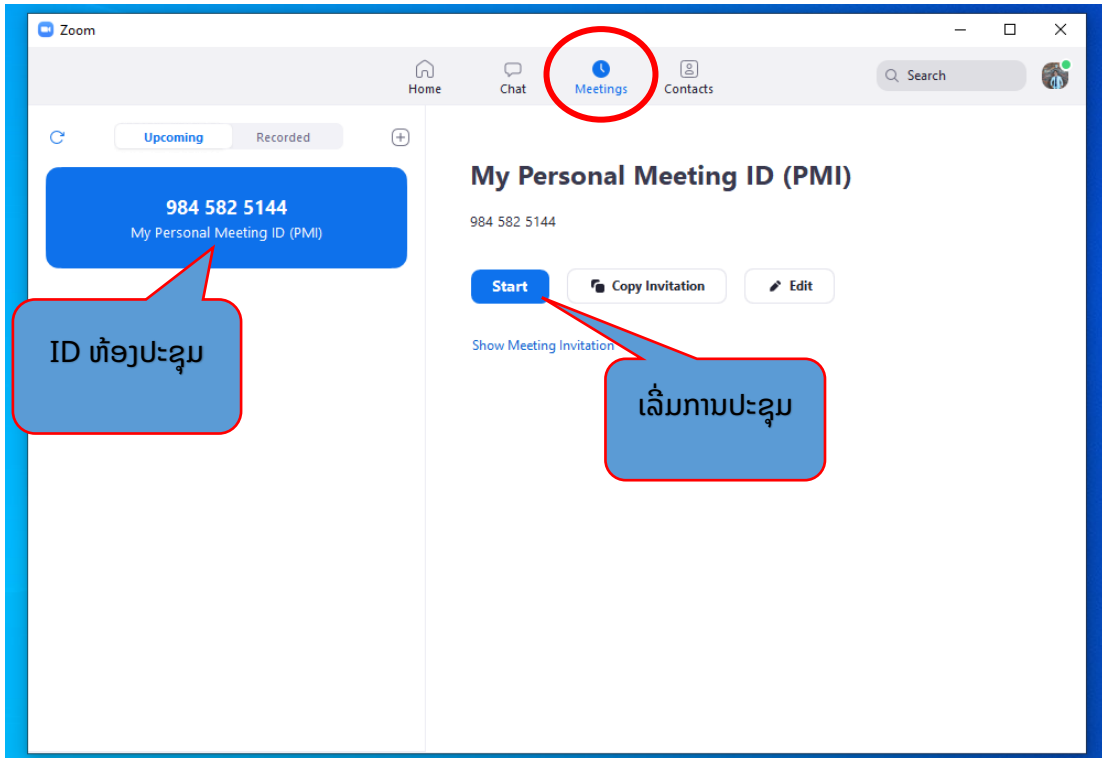 Zoom
Home
Chat
Meetings
Contacts
Search
Upcoming
Recorded
984 582 5144
My Personal Meeting ID (PMI)
My Personal Meeting ID (PMI)
984 582 5144
Start
Copy Invitation
Edit
Show Meeting Invitation
ID ຫ້ອງປະຊຸມ
ເລີ່ມການປະຊຸມ